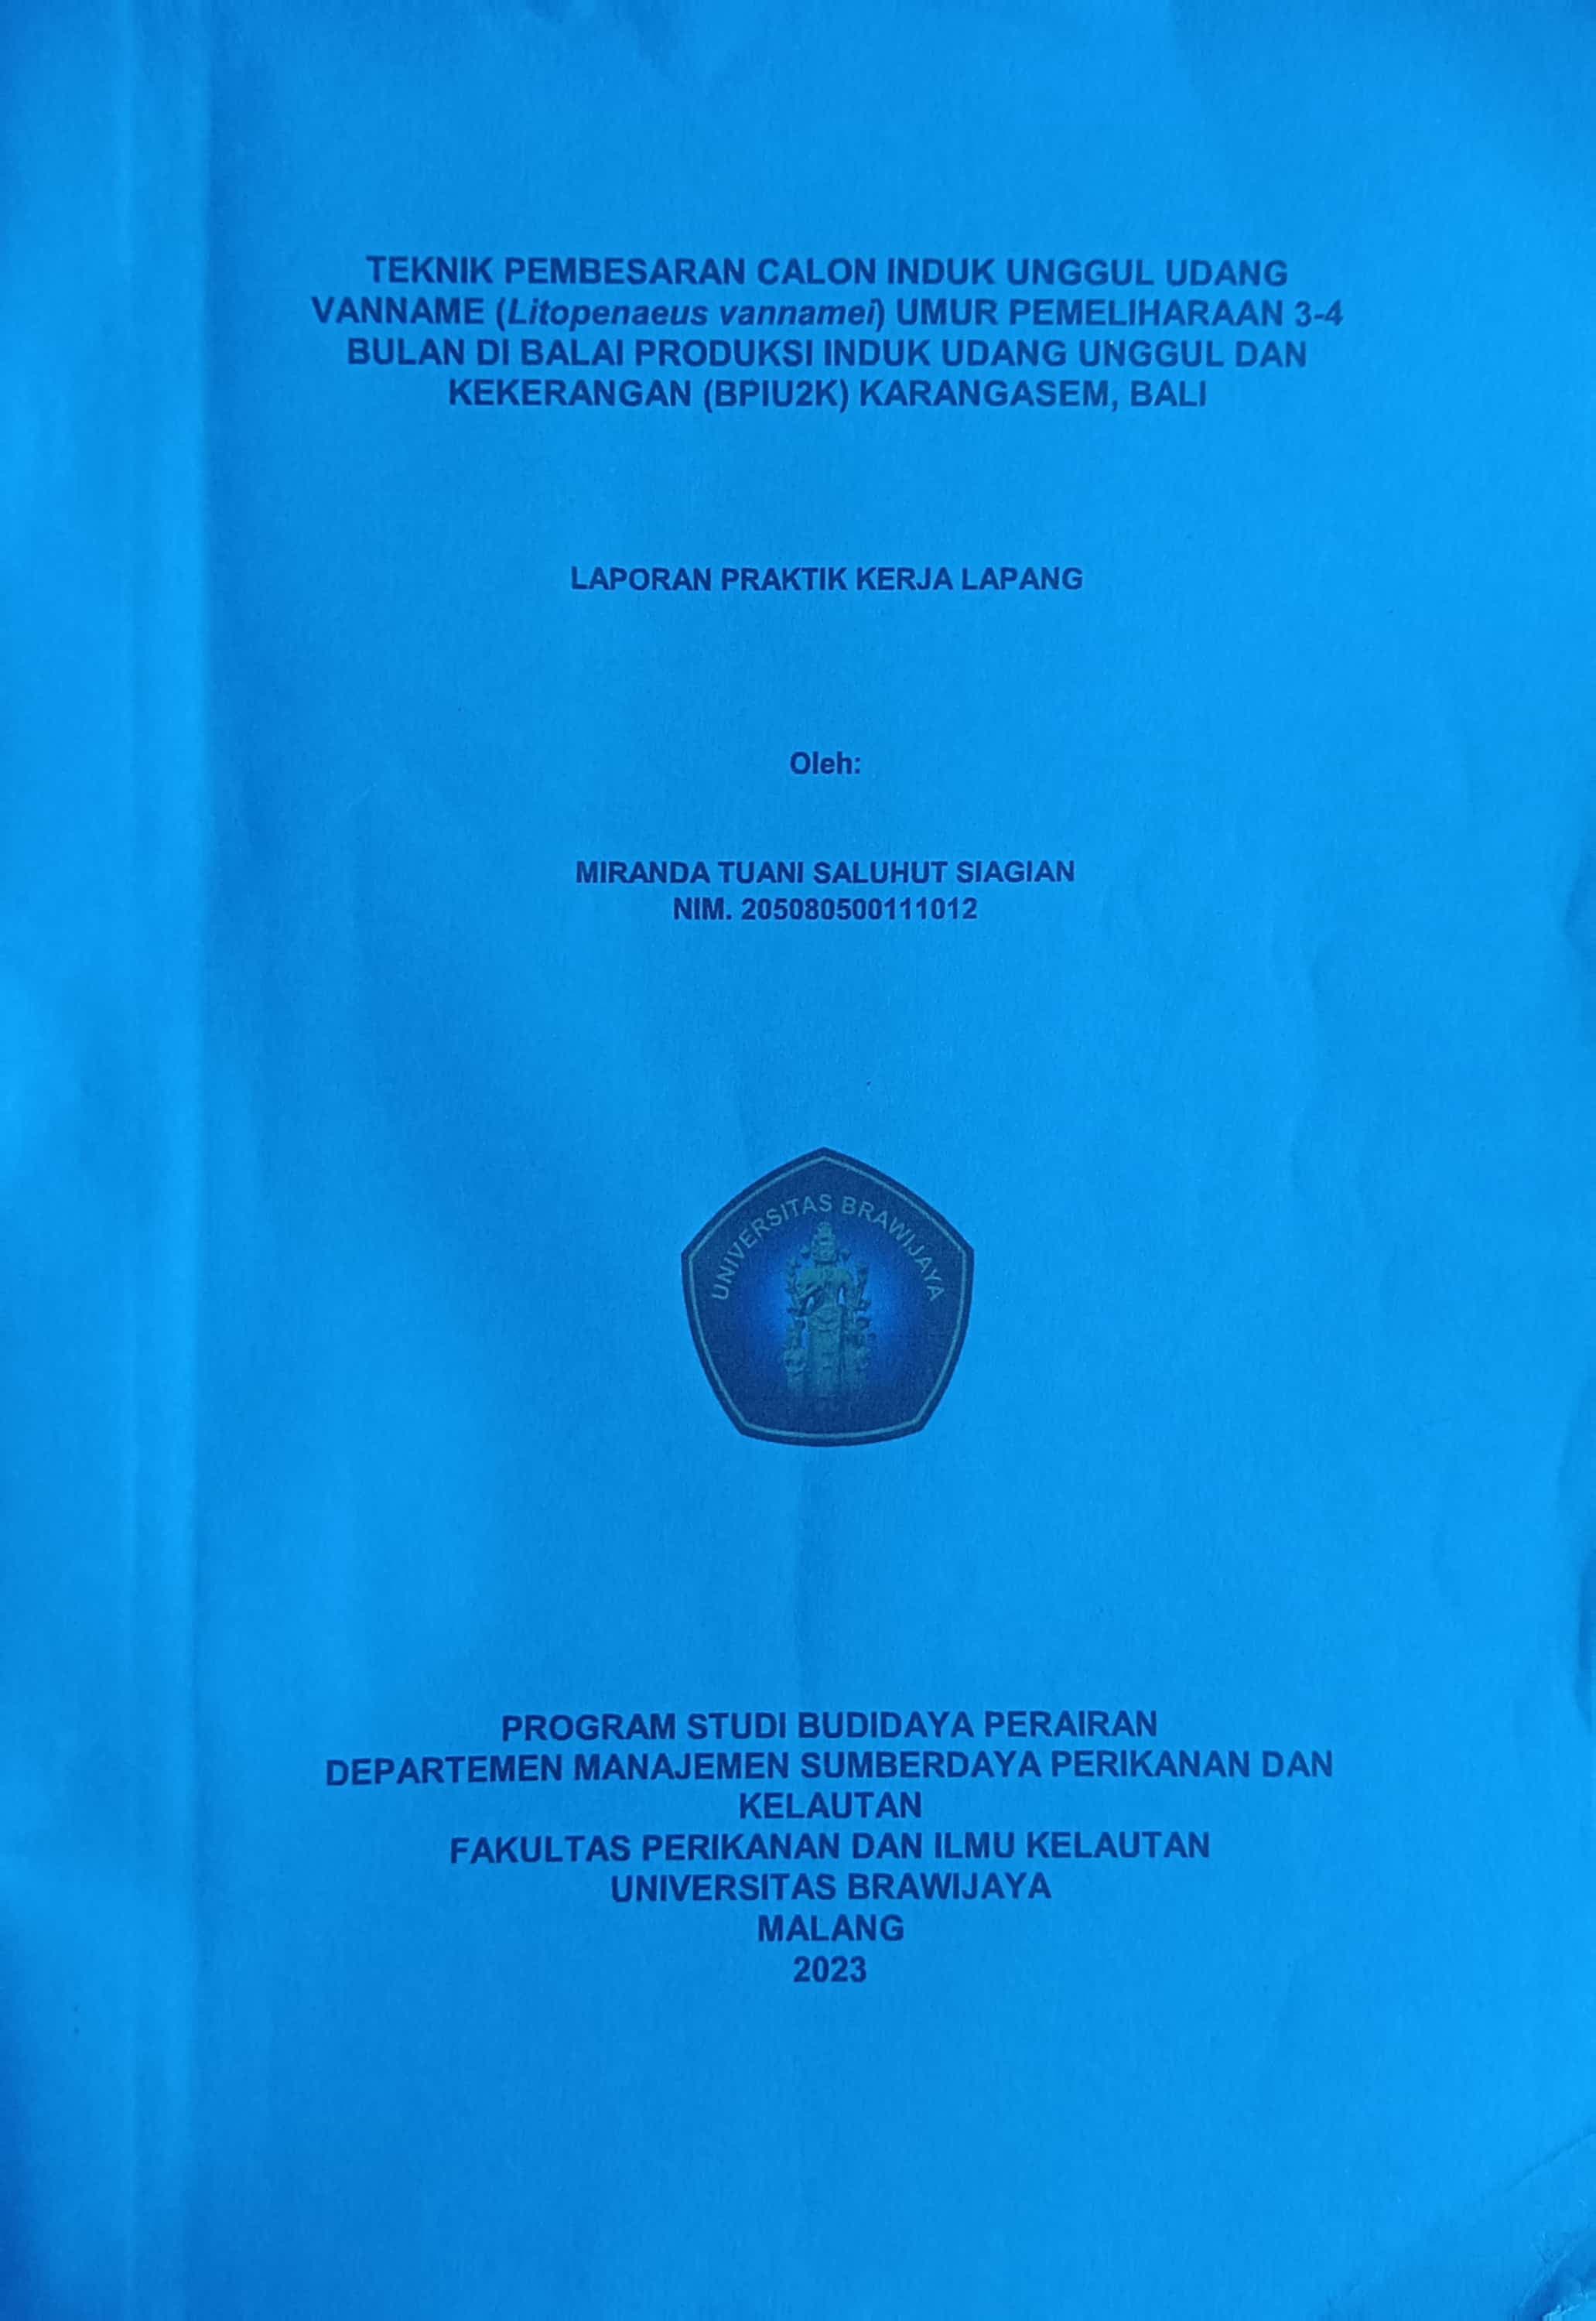 TEKNIK PEMBESARAN CALON INDUK UNGGUL UDANG
VANNAME (Litopenaeus vannamei) UMUR PEMELIHARAAN 3-4
BULAN DI BALAI PRODUKSI INDUK UDANG UNGGUL DAN
KEKERANGAN (BPIU2K) KARANGASEM, BALI
LAPORAN PRAKTIK KERJA LAPANG
Oleh:
MIRANDA TUANI SALUHUT SIAGIAN
NIM. 205080500111012
UNIVERSITAS BRAWIJAYA
PROGRAM STUDI BUDIDAYA PERAIRAN
DEPARTEMEN MANAJEMEN SUMBERDAYA PERIKANAN DAN
KELAUTAN
FAKULTAS PERIKANAN DAN ILMU KELAUTAN
UNIVERSITAS BRAWIJAYA
MALANG
2023